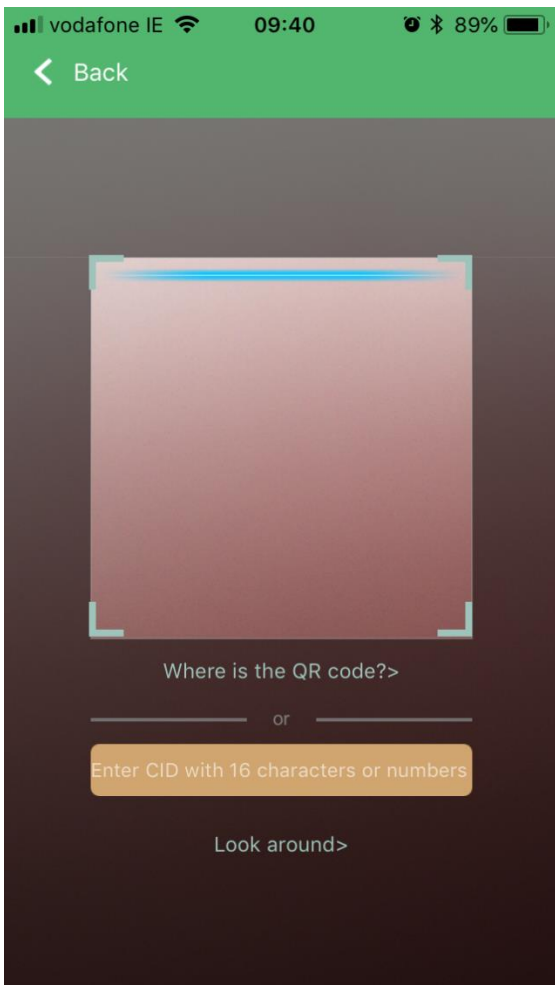 vodafone IE 09:40 89%
Back
Where is the QR code?>
or
Enter CID with 16 characters or numbers
Look around>